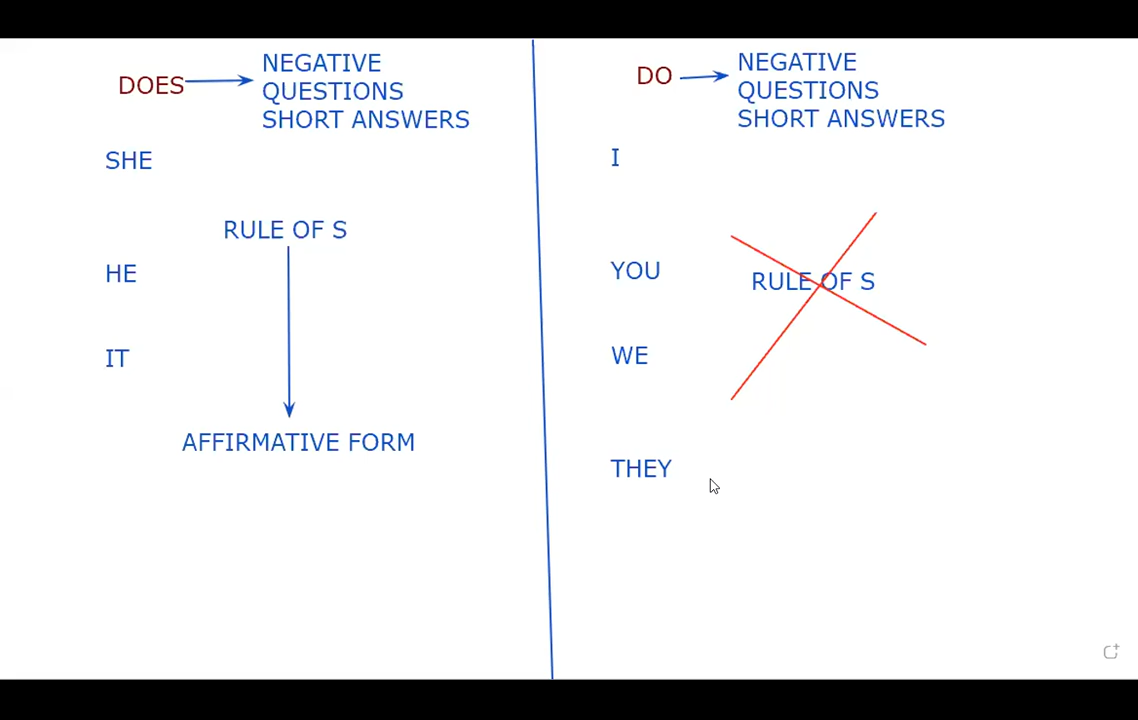 DOES
NEGATIVE
QUESTIONS
SHORT ANSWERS
SHE
RULE OF S
HE
IT
AFFIRMATIVE FORM
DO
NEGATIVE
QUESTIONS
SHORT ANSWERS
I
YOU
RULE OF S
WE
THEY